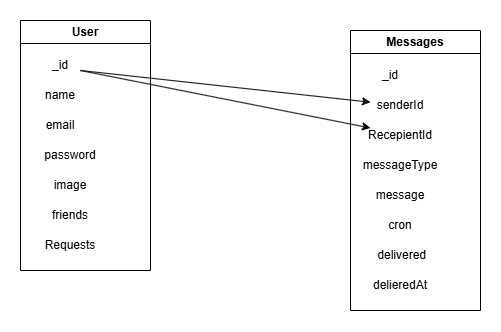 User
_id
name
email
password
image
friends
Requests
Messages
_id
senderId
RecepientId
messageType
message
cron
delivered
delieredAt